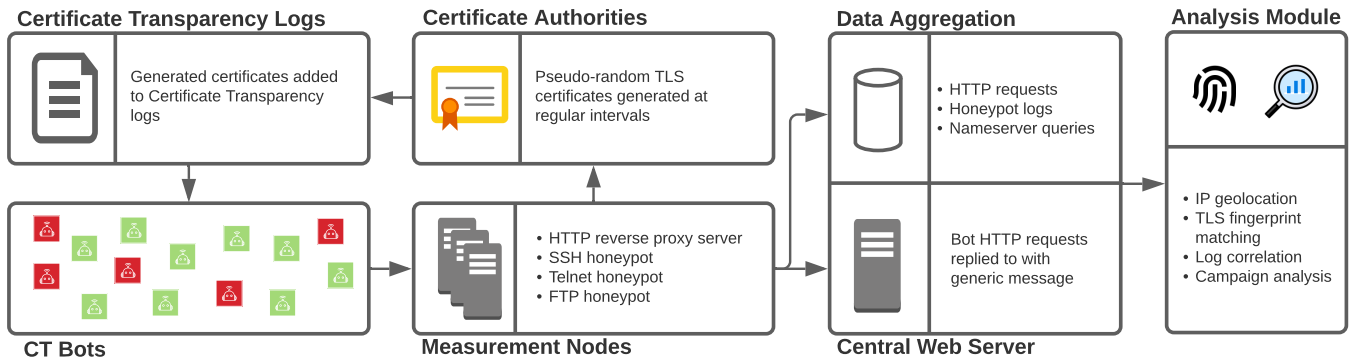 Certificate Transparency Logs
Generated certificates added
to Certificate Transparency
logs
Certificate Authorities
Pseudo-random TLS
certificates generated at
regular intervals
Data Aggregation
• HTTP requests
• Honeypot logs
• Nameserver queries
Analysis Module
• IP geolocation
• TLS fingerprint
matching
• Log correlation
• Campaign analysis
CT Bots
• HTTP reverse proxy server
• SSH honeypot
• Telnet honeypot
• FTP honeypot
Measurement Nodes
Bot HTTP requests
replied to with
generic message
Central Web Server